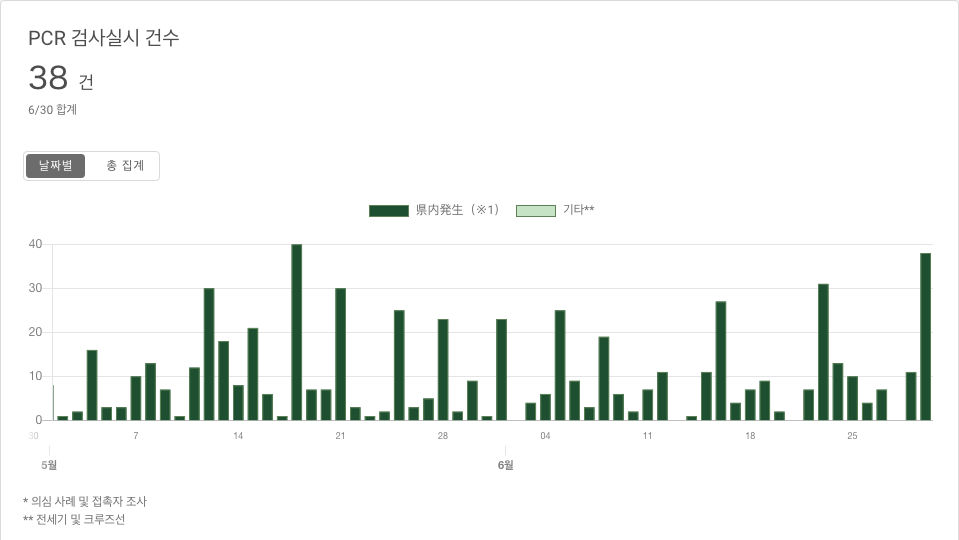 PCR 검사실시 건수
38 건
6/30 합계
날짜별 총 집계
県内発生（※1） 기타**
40
30
20
10
0
30 7 14 21 28 04 11 18 25
5월 6월
* 의심 사례 및 접촉자 조사
** 전세기 및 크루즈선